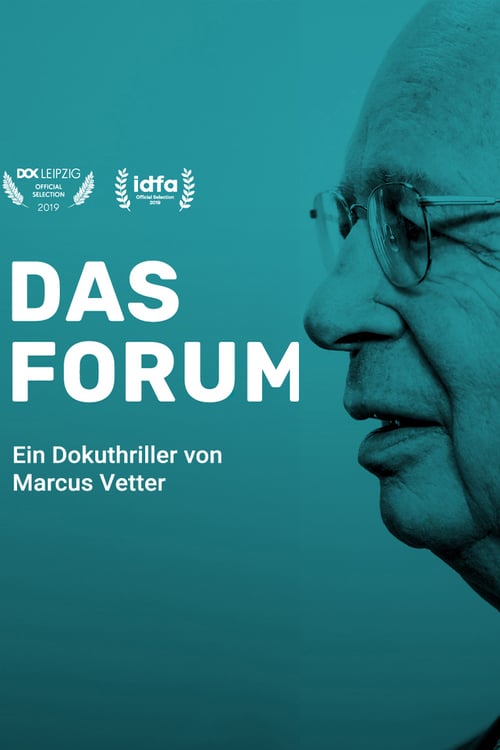 DOK LEIPZIG
OFFICIAL
SELECTION
2019
idfa
Official Selection
2019
DAS
FORUM
Ein Dokuthriller von
Marcus Vetter